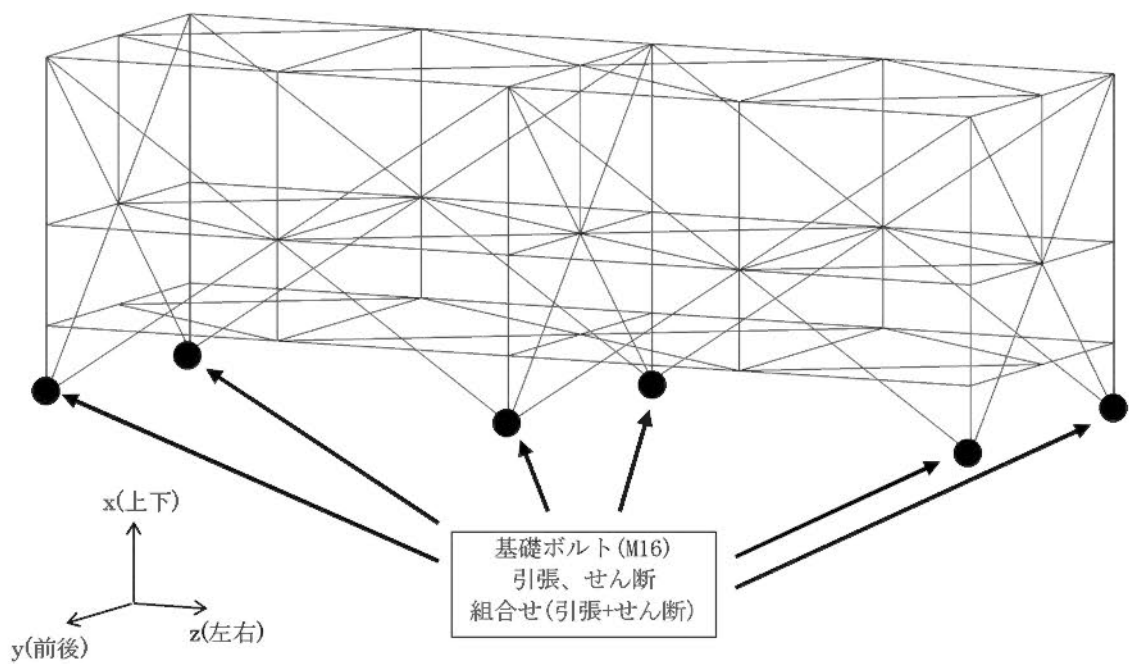 基礎ボルト(M16)
引張、せん断
組合せ(引張+せん断)
x(上下)
y(前後)
z(左右)